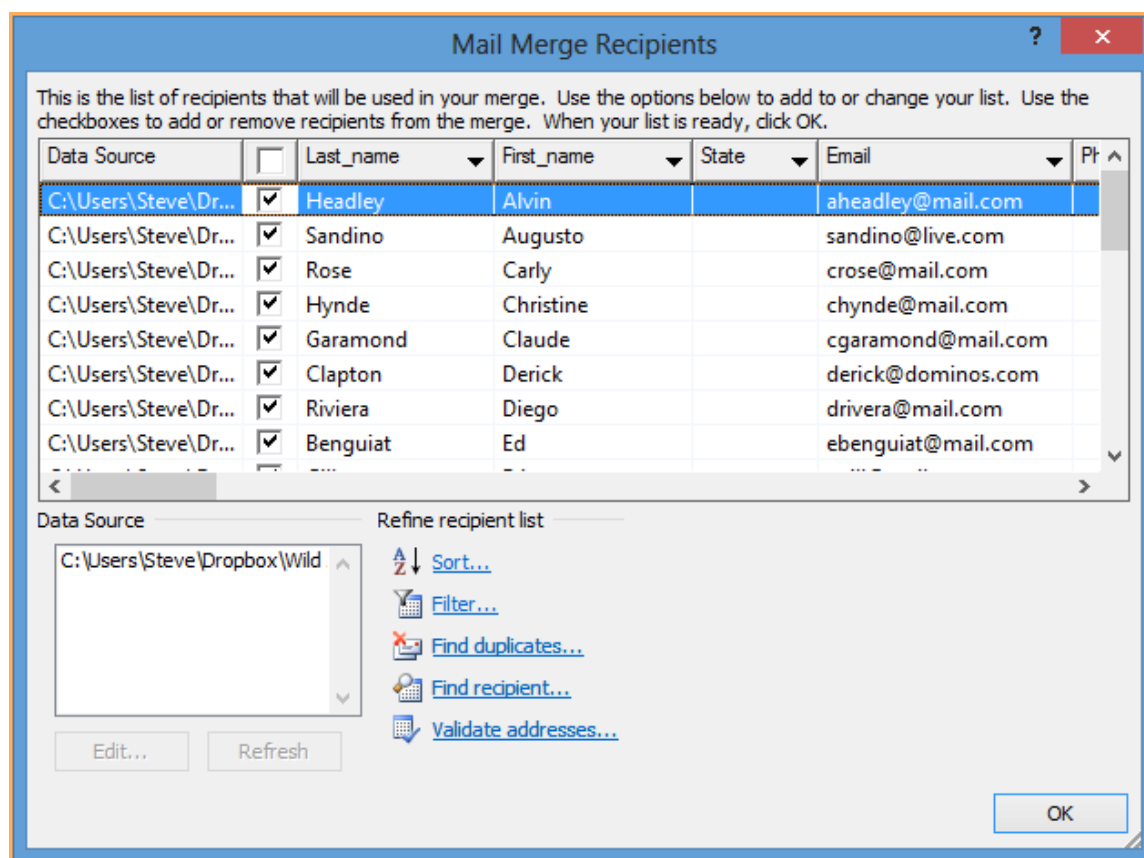 Mail Merge Recipients
?
This is the list of recipients that will be used in your merge. Use the options below to add to or change your list. Use the
checkboxes to add or remove recipients from the merge. When your list is ready, click OK.
Data Source Last_name First_name State Email
C:\Users\Steve\Dr... Headley Alvin aheadley@mail.com
C:\Users\Steve\Dr... Sandino Augusto sandino@live.com
C:\Users\Steve\Dr... Rose Carly crose@mail.com
C:\Users\Steve\Dr... Hynde Christine chynde@mail.com
C:\Users\Steve\Dr... Garamond Claude cgaramond@mail.com
C:\Users\Steve\Dr... Clapton Derick derick@dominos.com
C:\Users\Steve\Dr... Riviera Diego drivera@mail.com
C:\Users\Steve\Dr... Benguiat Ed ebenguiat@mail.com
Data Source
C:\Users\Steve\Dropbox\Wild
Edit... Refresh
Refine recipient list
Sort...
Filter...
Find duplicates...
Find recipient...
Validate addresses...
OK